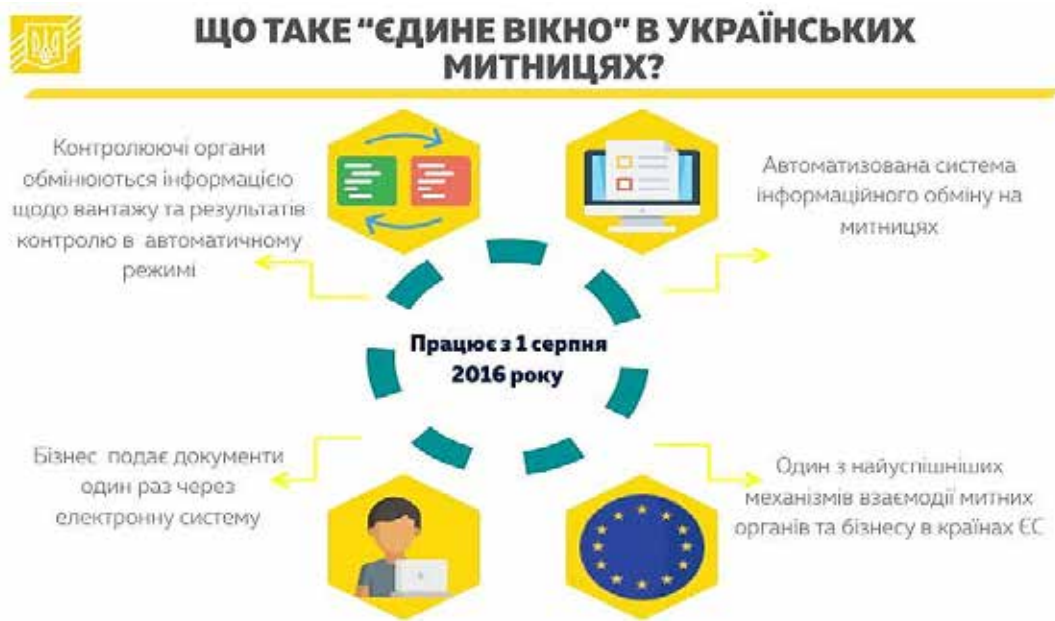 ЩО ТАКЕ “ЄДИНЕ ВІКНО” В УКРАЇНСЬКИХ
МИТНИЦЯХ?
Контролюючі органи
обмінюються інформацією
щодо вантажу та результатів
контролю в автоматичному
режимі
Автоматизована система
інформаційного обміну на
митницях
Працює з 1 серпня
2016 року
Бізнес подає документи
один раз через
електронну систему
Один з найуспішніших
механізмів взаємодії митних
органів та бізнесу в країнах ЄС